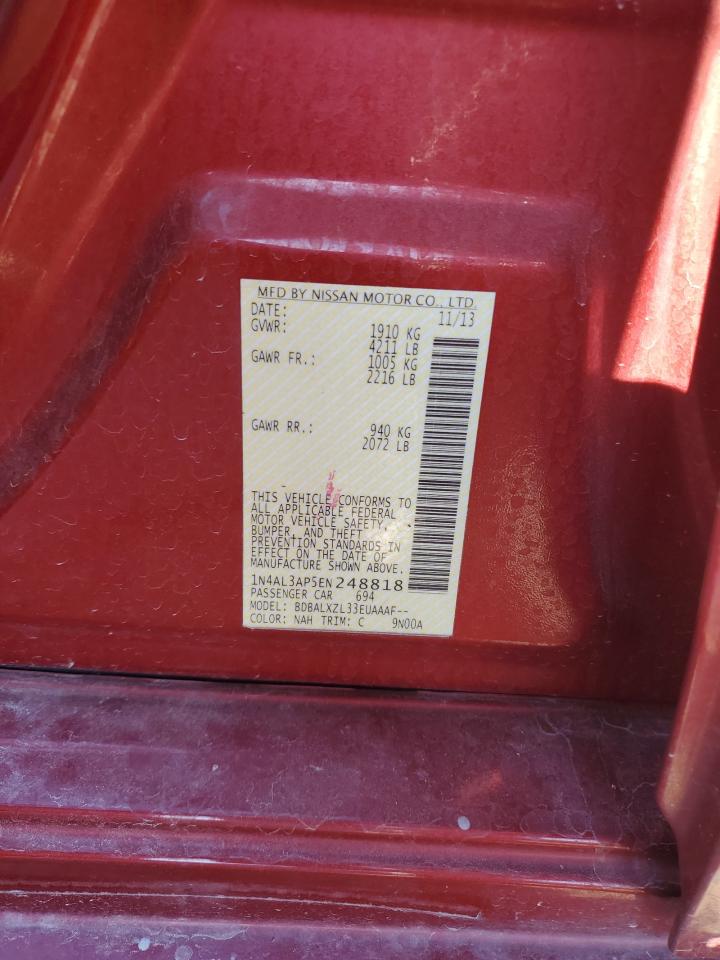 MFD BY NISSAN MOTOR CO., LTD.
DATE: 11/13
GVWR: 1910 KG
4211 LB
GAWR FR.: 1005 KG
2216 LB
GAWR RR.: 940 KG
2072 LB
THIS VEHICLE CONFORMS TO
ALL APPLICABLE FEDERAL
MOTOR VEHICLE SAFETY,
BUMPER, AND THEFT
PREVENTION STANDARDS IN
EFFECT ON THE DATE OF
MANUFACTURE SHOWN ABOVE.
1N4AL3AP5EN248818
PASSENGER CAR 694
MODEL: BDBALXZL33EUAAAF--
COLOR: NAH TRIM: C 9N00A